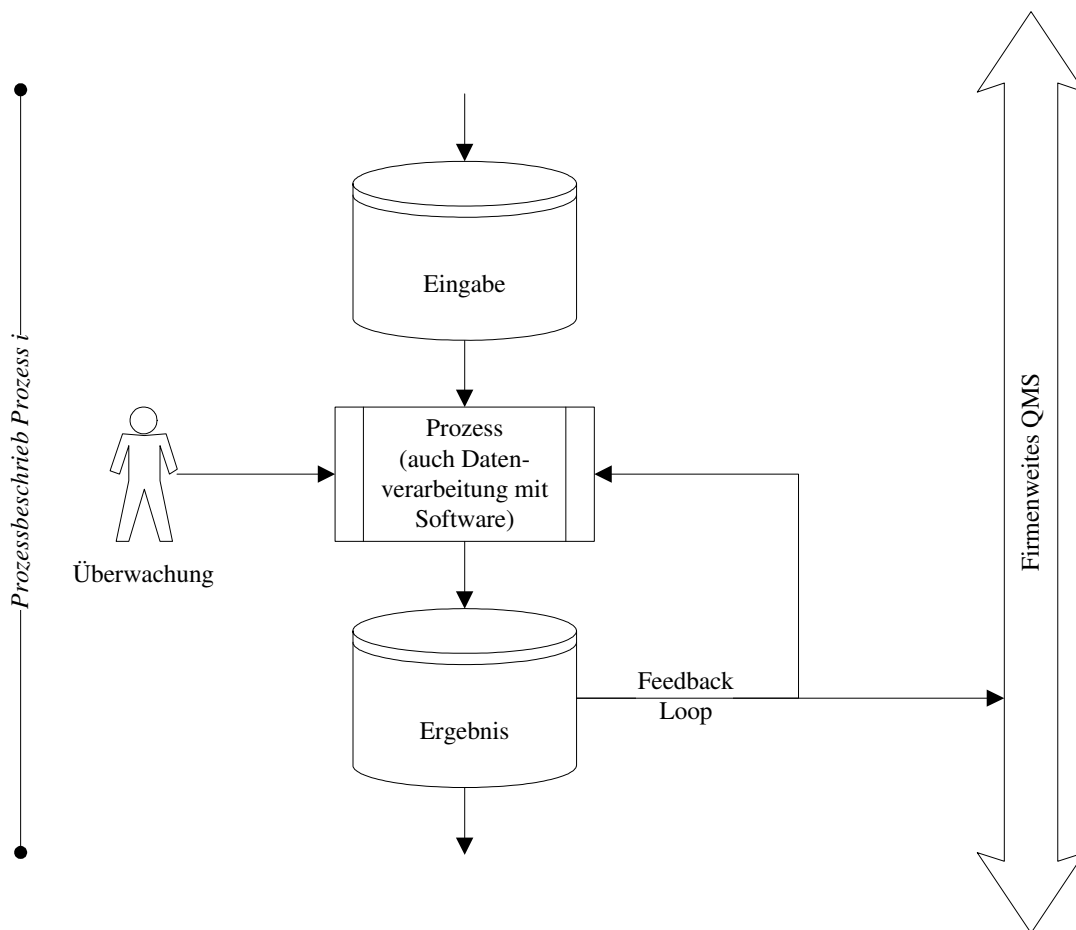 Eingabe
Prozessbeschrieb Prozess i
Firmenweites QMS
Prozess
(auch Daten-
verarbeitung mit
Software)
Überwachung
Feedback
Loop
Ergebnis